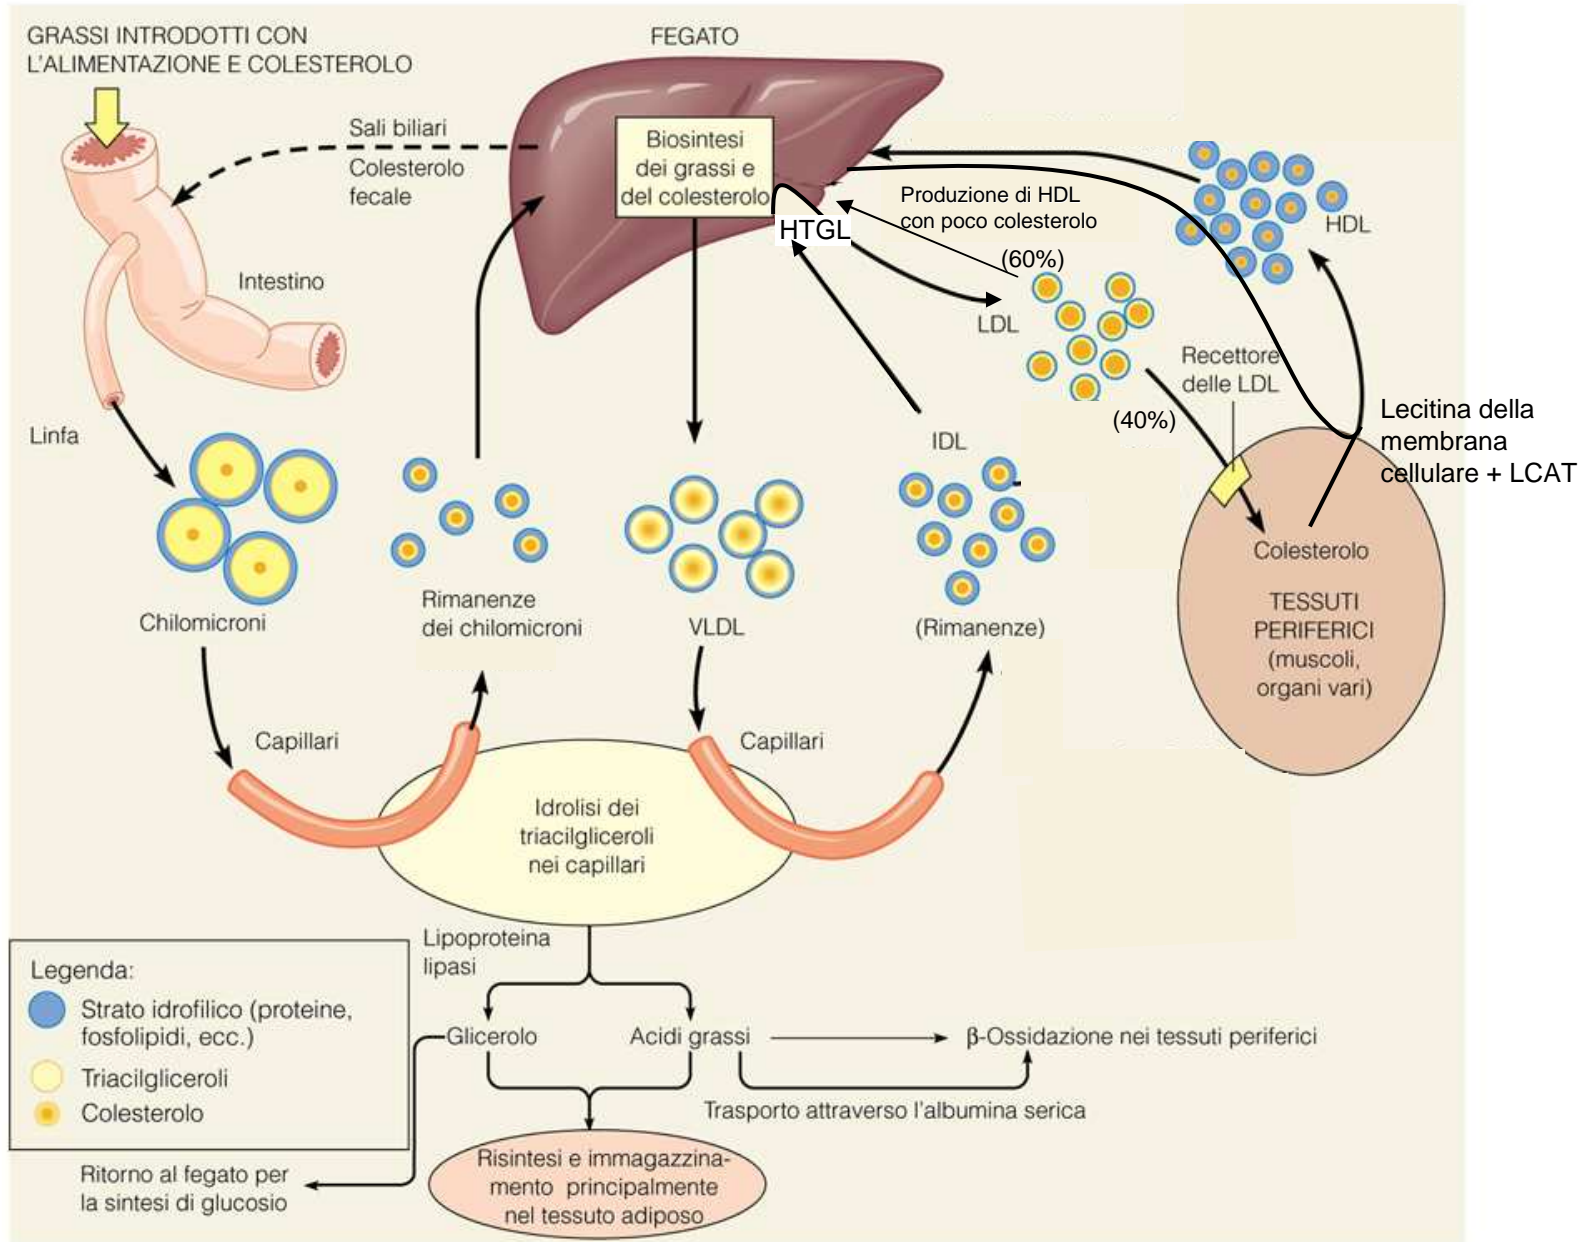 GRASSI INTRODOTTI CON
L'ALIMENTAZIONE E COLESTEROLO
FEGATO
Sali biliari
Colesterolo
fecale
Biosintesi
dei grassi e
del colesterolo
HTGL
Produzione di HDL
con poco colesterolo
(60%)
HDL
Intestino
LDL
Recettore
delle LDL
(40%)
Lecitina della
membrana
cellulare + LCAT
Linfa
IDL
Colesterolo
TESSUTI
PERIFERICI
(muscoli,
organi vari)
Chilomicroni
Rimanenze
dei chilomicroni
VLDL
(Rimanenze)
Capillari
Capillari
Idrolisi dei
triacilgliceroli
nei capillari
Lipoproteina
lipasi
Legenda:
Strato idrofilico (proteine,
fosfolipidi, ecc.)
Triacilgliceroli
Colesterolo
Glicerolo
Acidi grassi
β-Ossidazione nei tessuti periferici
Trasporto attraverso l'albumina serica
Ritorno al fegato per
la sintesi di glucosio
Risintesi e immagazzina-
mento principalmente
nel tessuto adiposo